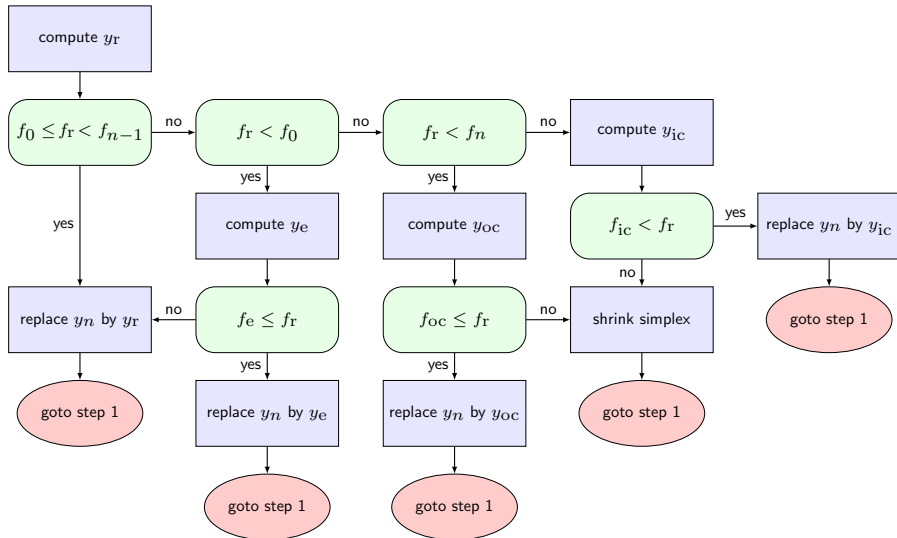 compute y_r
f_0 ≤ f_r < f_{n−1}
no
f_r < f_0
no
f_r < f_n
no
compute y_ic
yes
yes
yes
compute y_e
compute y_oc
f_ic < f_r
yes
replace y_n by y_ic
no
replace y_n by y_r
no
f_e ≤ f_r
f_oc ≤ f_r
no
shrink simplex
goto step 1
yes
yes
goto step 1
replace y_n by y_e
replace y_n by y_oc
goto step 1
goto step 1
goto step 1